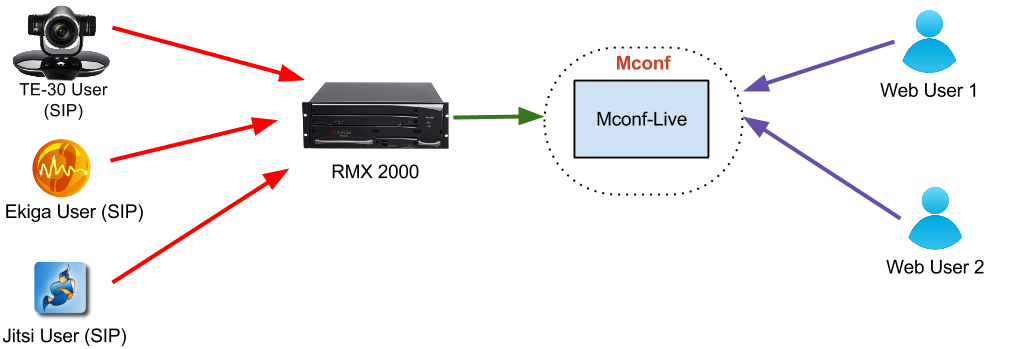 TE-30 User
(SIP)
Ekiga User (SIP)
Jitsi User (SIP)
RMX 2000
Mconf
Mconf-Live
Web User 1
Web User 2